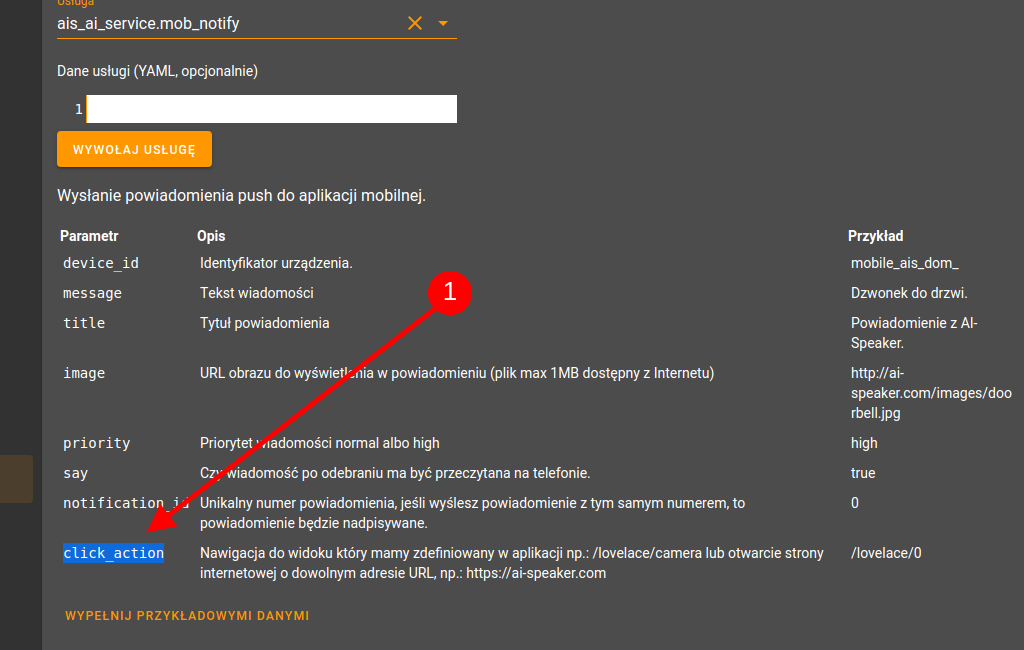 Usługa
ais_ai_service.mob_notify
Dane usługi (YAML, opcjonalnie)
1
WYWOŁAJ USŁUGĘ
Wysłanie powiadomienia push do aplikacji mobilnej.
Parametr Opis Przykład
device_id Identyfikator urządzenia. mobile_ais_dom_
1
message Tekst wiadomości Dzwonek do drzwi.
title Tytuł powiadomienia Powiadomienie z AI-
Speaker.
image URL obrazu do wyświetlenia w powiadomieniu (plik max 1MB dostępny z Internetu) http://ai-
speaker.com/images/doo
rbell.jpg
priority Priorytet wiadomości normal albo high high
say Czy wiadomość po odebraniu ma być przeczytana na telefonie. true
notification_id Unikalny numer powiadomienia, jeśli wyślesz powiadomienie z tym samym numerem, to 0
powiadomienie będzie nadpisywane.
click_action Nawigacja do widoku który mamy zdefiniowany w aplikacji np.: /lovelace/camera lub otwarcie strony /lovelace/0
internetowej o dowolnym adresie URL, np.: https://ai-speaker.com
WYPEŁNIJ PRZYKŁADOWYMI DANYMI